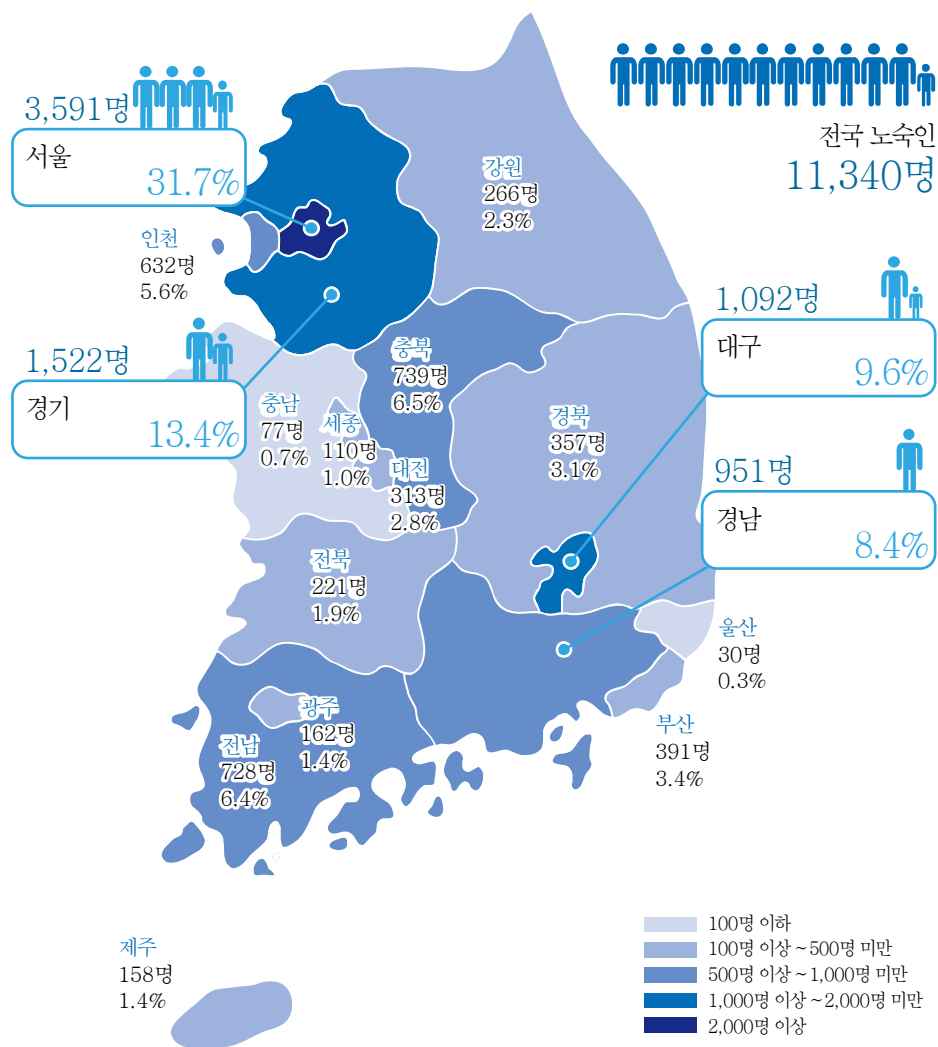 전국 노숙인
11,340명
3,591명
서울
31.7%
강원
266명
2.3%
인천
632명
5.6%
1,092명
대구
9.6%
1,522명
경기
13.4%
충북
739명
6.5%
충남
77명
0.7%
세종
110명
1.0%
대전
313명
2.8%
경북
357명
3.1%
951명
경남
8.4%
전북
221명
1.9%
울산
30명
0.3%
광주
162명
1.4%
전남
728명
6.4%
부산
391명
3.4%
제주
158명
1.4%
100명 이하
100명 이상 ~500명 미만
500명 이상 ~1,000명 미만
1,000명 이상 ~2,000명 미만
2,000명 이상